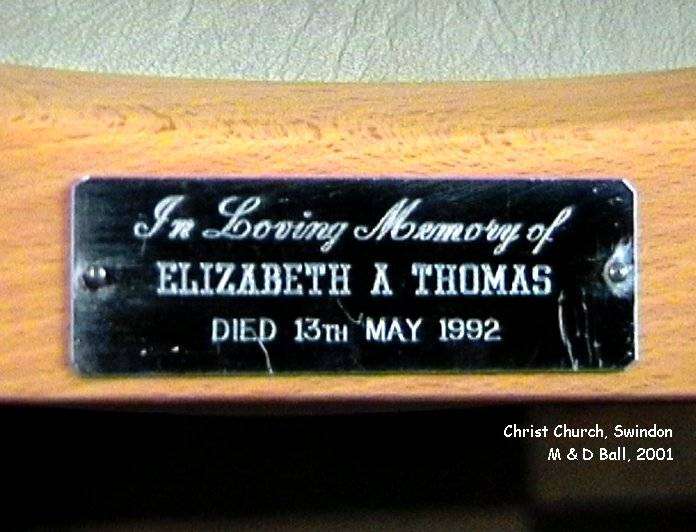 In Loving Memory of
ELIZABETH A THOMAS
DIED 13TH MAY 1992
Christ Church, Swindon
M & D Ball, 2001